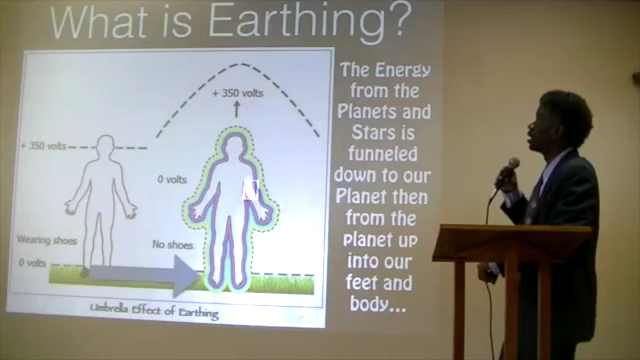 What is Earthing?
+ 350 volts
+ 350 volts
0 volts
Wearing shoes
No shoes
0 volts
Umbrella Effect of Earthing
The Energy
from the
Planets and
Stars is
funneled
down to our
Planet then
from the
planet up
into our
feet and
body...